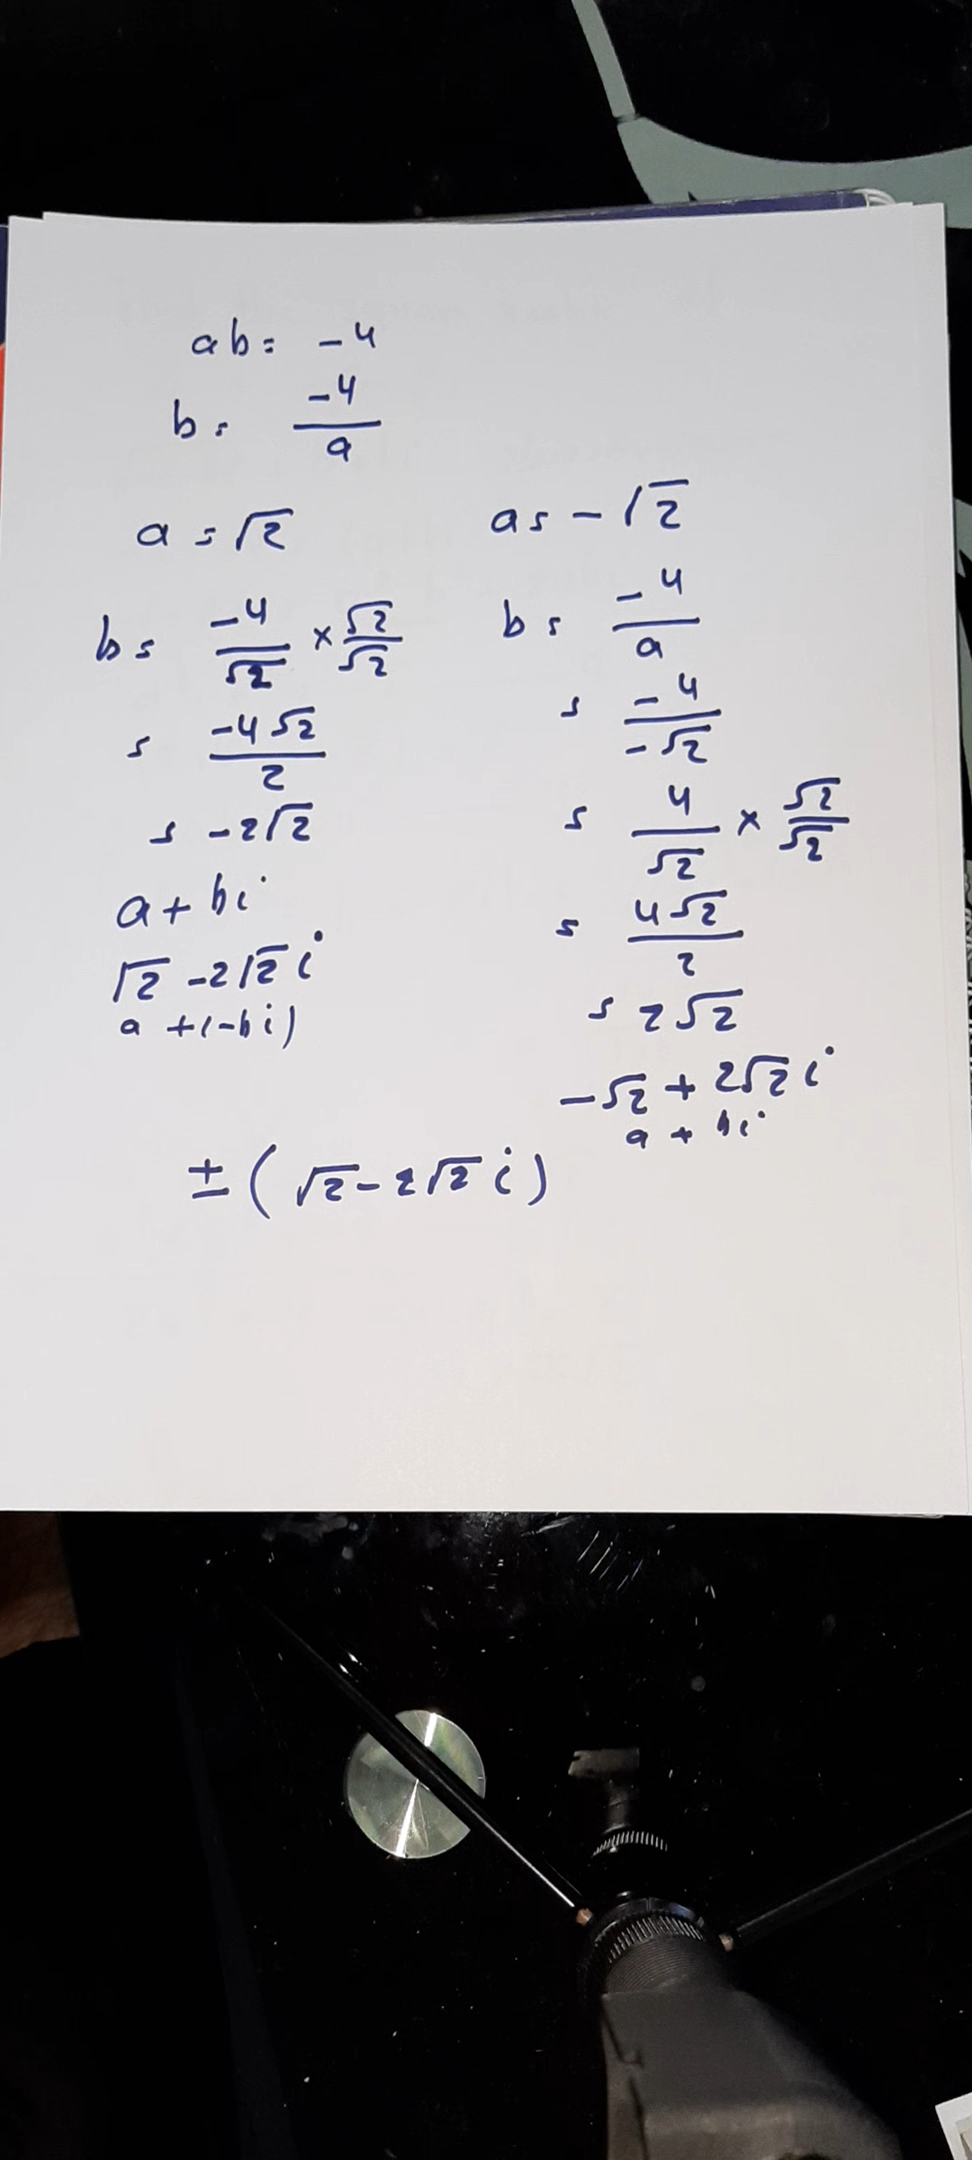 ab = -4
b = -4/a
a = √2
b = -4/√2 × √2/√2
= -4√2/2
= -2√2
a + bi
√2 -2√2 i
a +(-bi)
a = -√2
b = -4/a
= -4/-√2
= 4/√2 × √2/√2
= 4√2/2
= 2√2
-√2 + 2√2 i
a + bi
± ( √2 - 2√2 i )